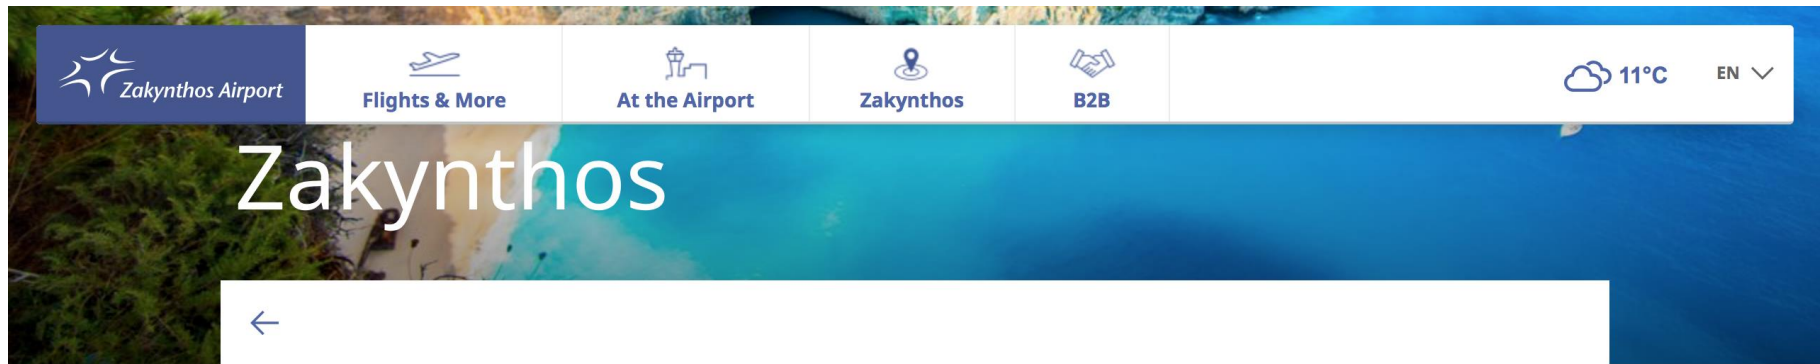 Zakynthos Airport
Flights & More
At the Airport
Zakynthos
B2B
11°C
EN
Zakynthos